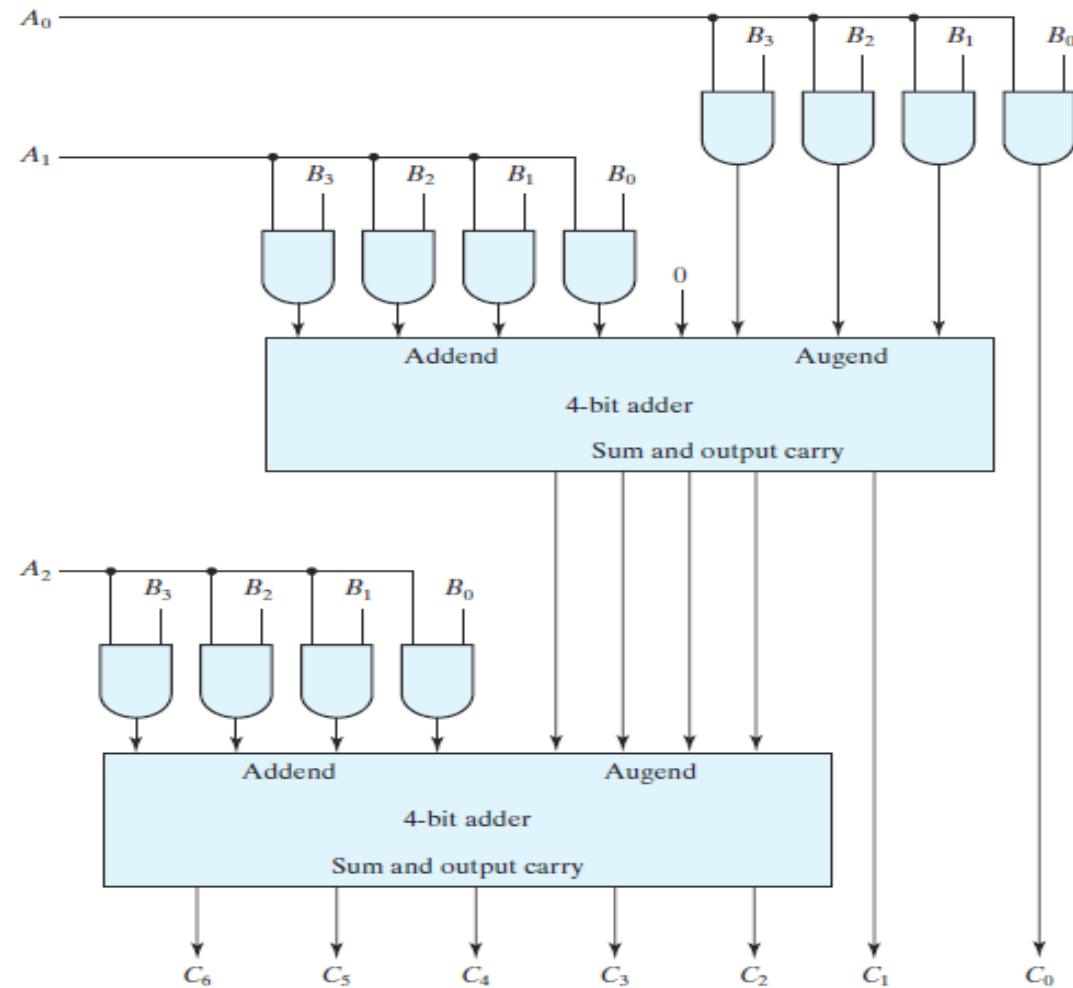 A₀
B₃ B₂ B₁ B₀
A₁
B₃ B₂ B₁ B₀
0
Addend Augend
4-bit adder
Sum and output carry
A₂
B₃ B₂ B₁ B₀
Addend Augend
4-bit adder
Sum and output carry
C₆ C₅ C₄ C₃ C₂ C₁ C₀